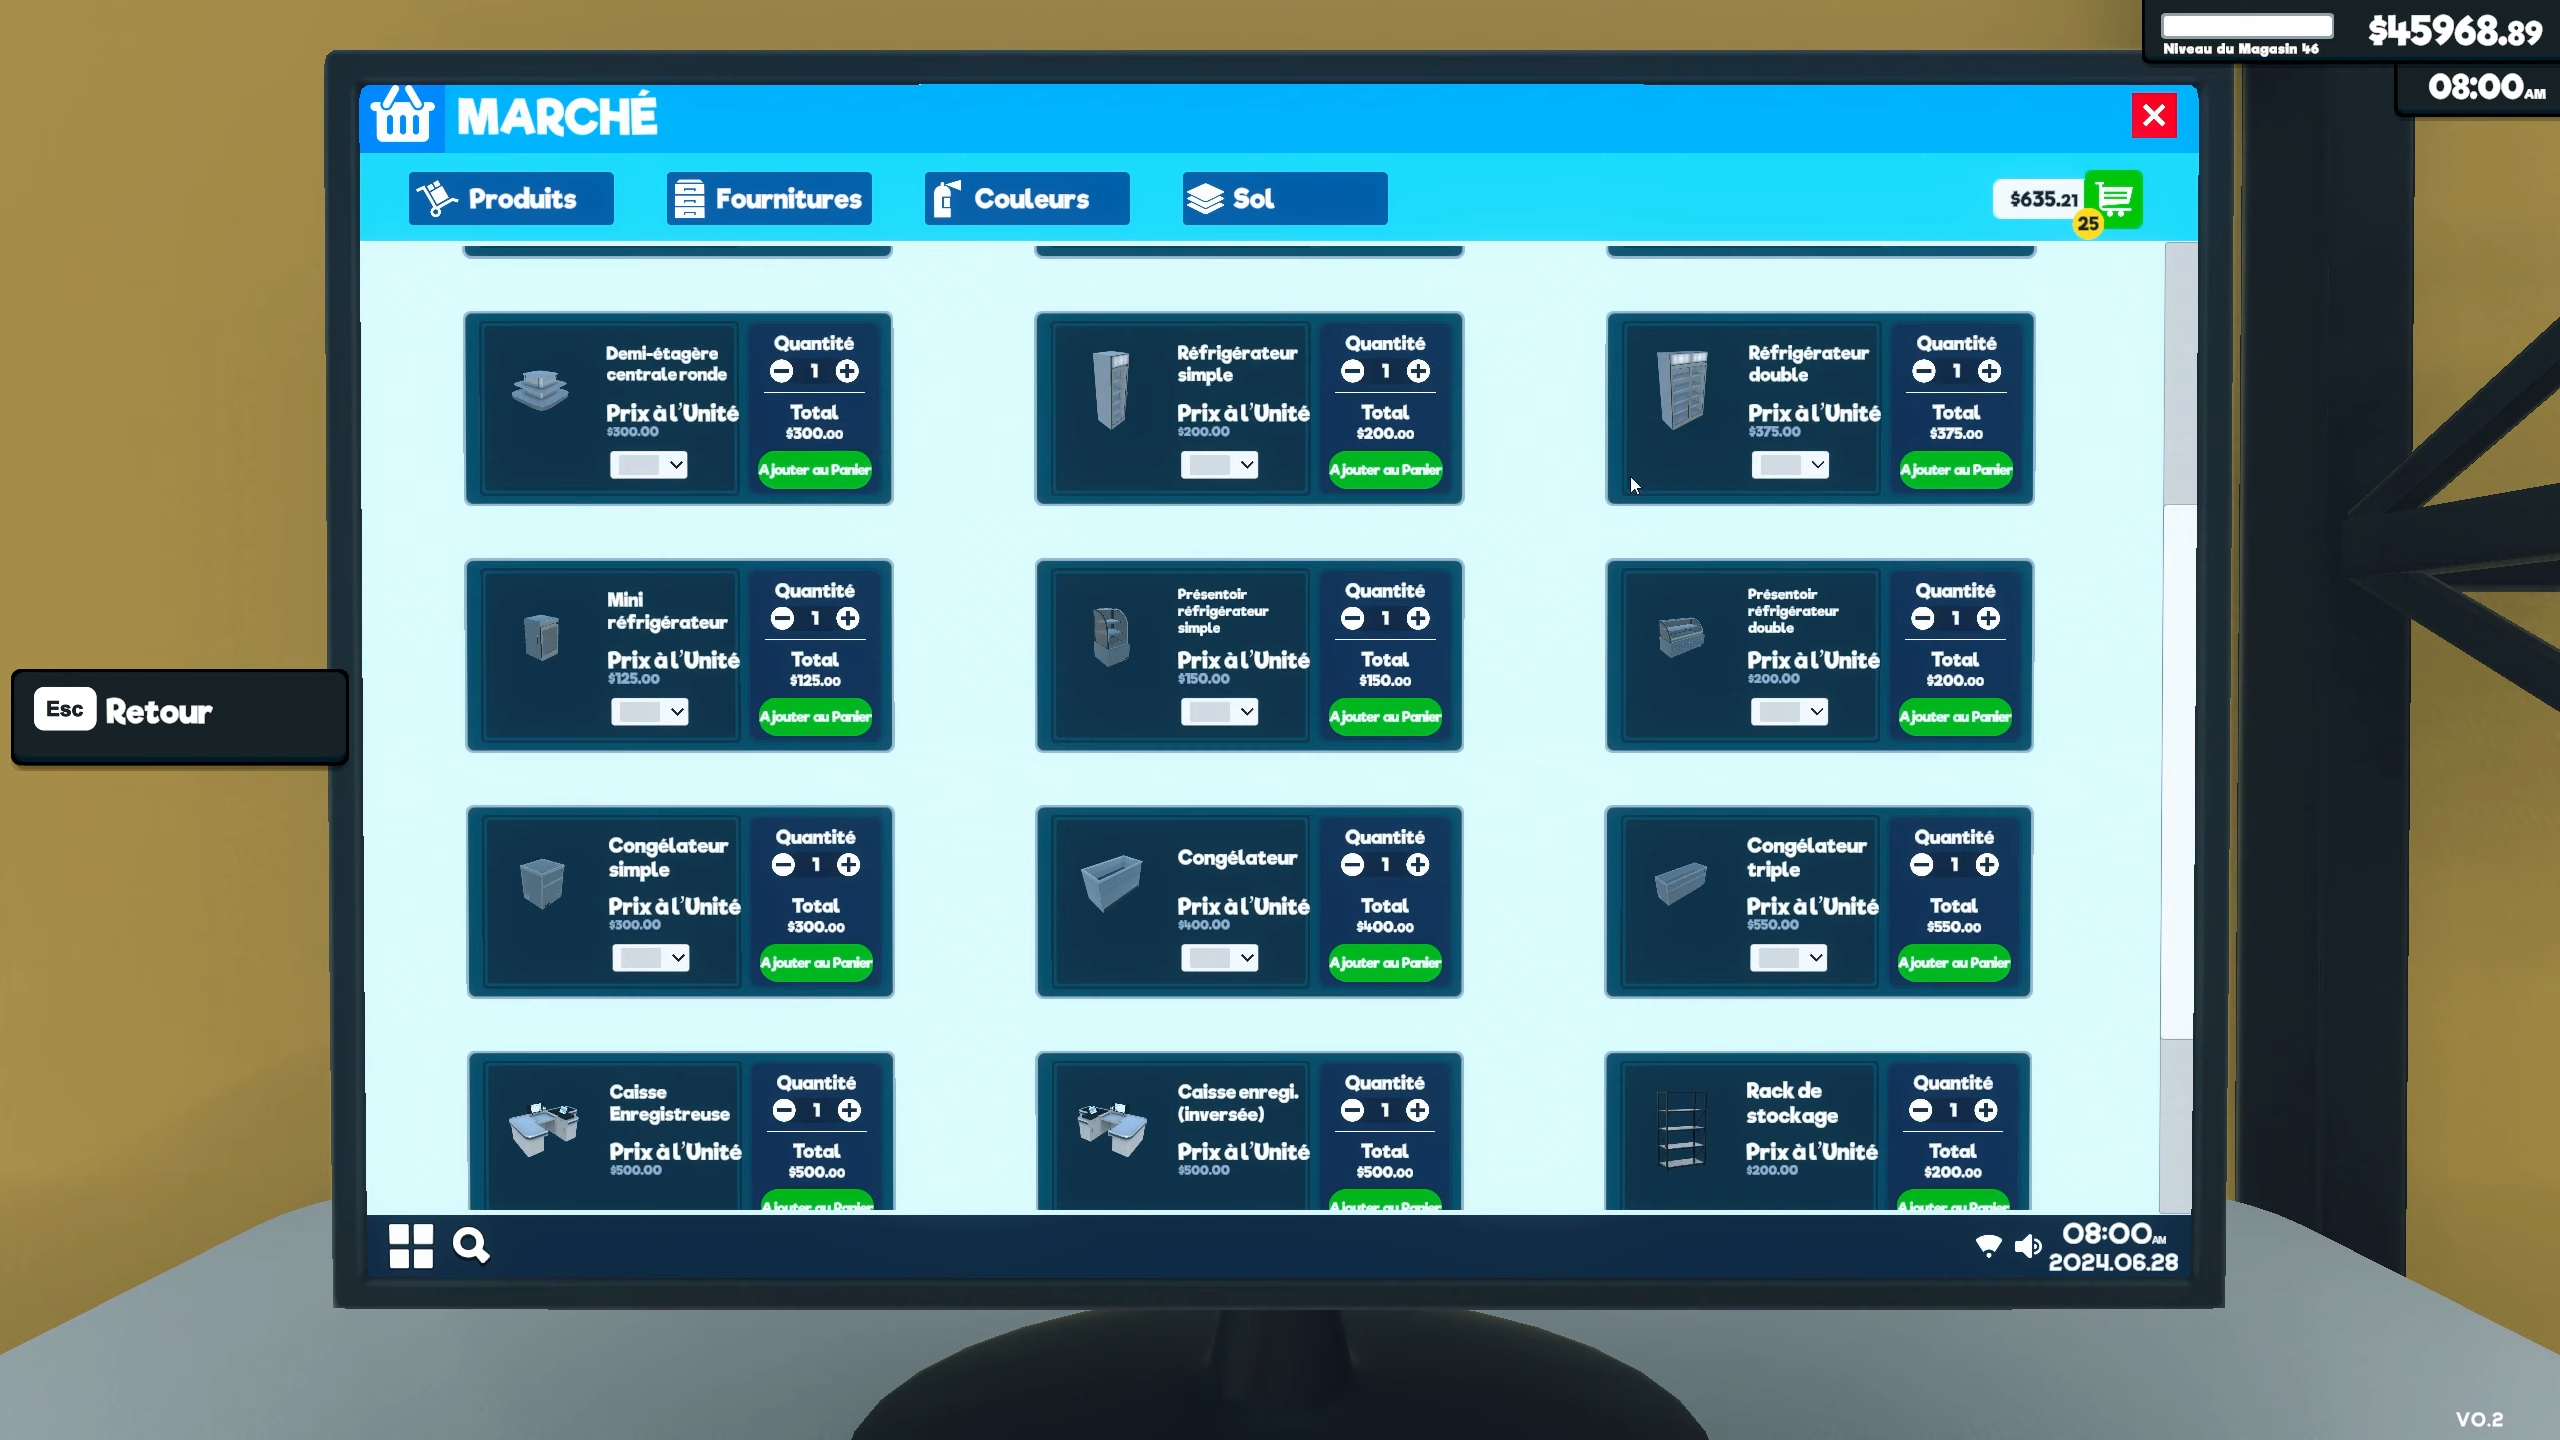 Niveau du Magasin 46
$45968.89
08:00AM
MARCHÉ
Produits
Fournitures
Couleurs
Sol
$635.21
25
Demi-étagère
centrale ronde
Prix à l'Unité
$300.00
Quantité
1
Total
$300.00
Ajouter au Panier
Réfrigérateur
simple
Prix à l'Unité
$200.00
Quantité
1
Total
$200.00
Ajouter au Panier
Réfrigérateur
double
Prix à l'Unité
$375.00
Quantité
1
Total
$375.00
Ajouter au Panier
Mini
réfrigérateur
Prix à l'Unité
$125.00
Quantité
1
Total
$125.00
Ajouter au Panier
Présentoir
réfrigérateur
simple
Prix à l'Unité
$150.00
Quantité
1
Total
$150.00
Ajouter au Panier
Présentoir
réfrigérateur
double
Prix à l'Unité
$200.00
Quantité
1
Total
$200.00
Ajouter au Panier
Esc Retour
Congélateur
simple
Prix à l'Unité
$300.00
Quantité
1
Total
$300.00
Ajouter au Panier
Congélateur
Prix à l'Unité
$400.00
Quantité
1
Total
$400.00
Ajouter au Panier
Congélateur
triple
Prix à l'Unité
$550.00
Quantité
1
Total
$550.00
Ajouter au Panier
Caisse
Enregistreuse
Prix à l'Unité
$500.00
Quantité
1
Total
$500.00
Ajouter au Panier
Caisse enregi.
(inversée)
Prix à l'Unité
$500.00
Quantité
1
Total
$500.00
Ajouter au Panier
Rack de
stockage
Prix à l'Unité
$200.00
Quantité
1
Total
$200.00
Ajouter au Panier
08:00AM
2024.06.28
V0.2